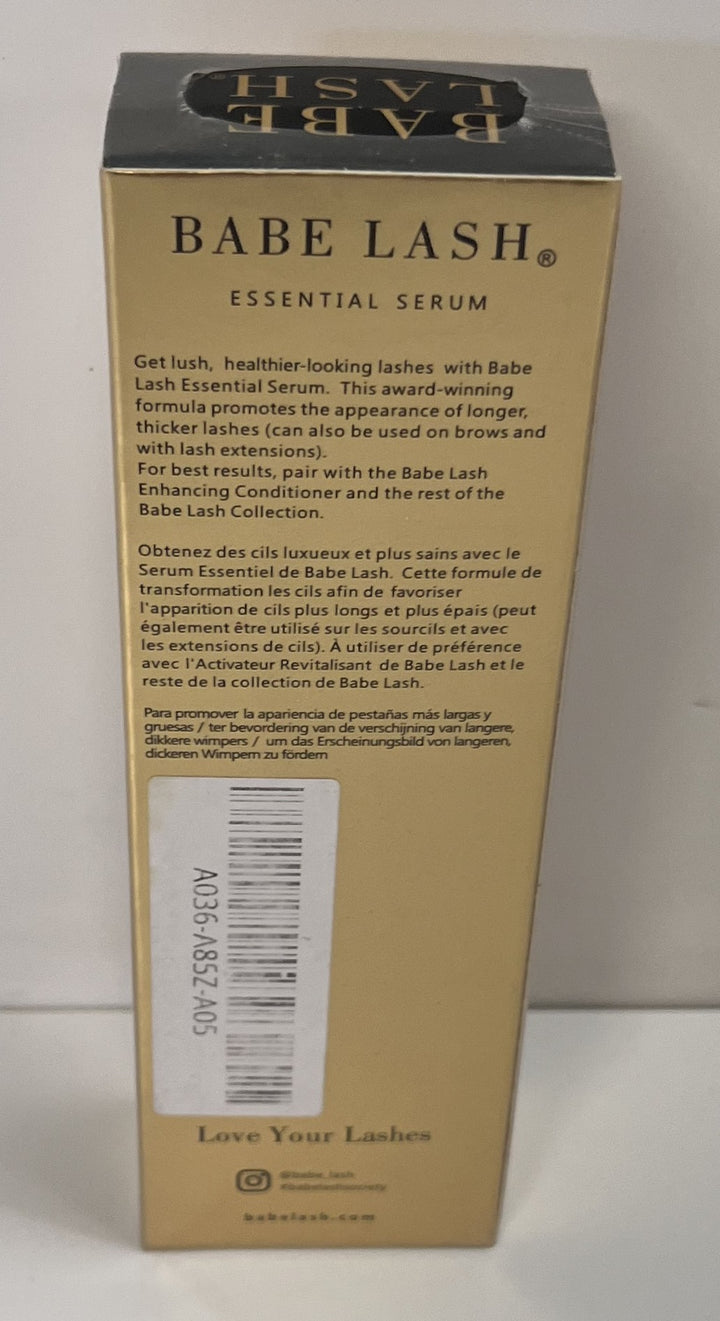 BABE
LASH®
BABE LASH®
ESSENTIAL SERUM
Get lush, healthier-looking lashes with Babe
Lash Essential Serum. This award-winning
formula promotes the appearance of longer,
thicker lashes (can also be used on brows and
with lash extensions).
For best results, pair with the Babe Lash
Enhancing Conditioner and the rest of the
Babe Lash Collection.
Obtenez des cils luxueux et plus sains avec le
Serum Essentiel de Babe Lash. Cette formule de
transformation les cils afin de favoriser
l'apparition de cils plus longs et plus épais (peut
également être utilisé sur les sourcils et avec
les extensions de cils). À utiliser de préférence
avec l'Activateur Revitalisant de Babe Lash et le
reste de la collection de Babe Lash.
Para promover la apariencia de pestañas más largas y
gruesas / ter bevordering van de verschijning van langere,
dikkere wimpers / um das Erscheinungsbild von langeren,
dickeren Wimpern zu fördern
A036-A85Z-A05
Love Your Lashes
@babe_lash
#babelashsociety
babelash.com